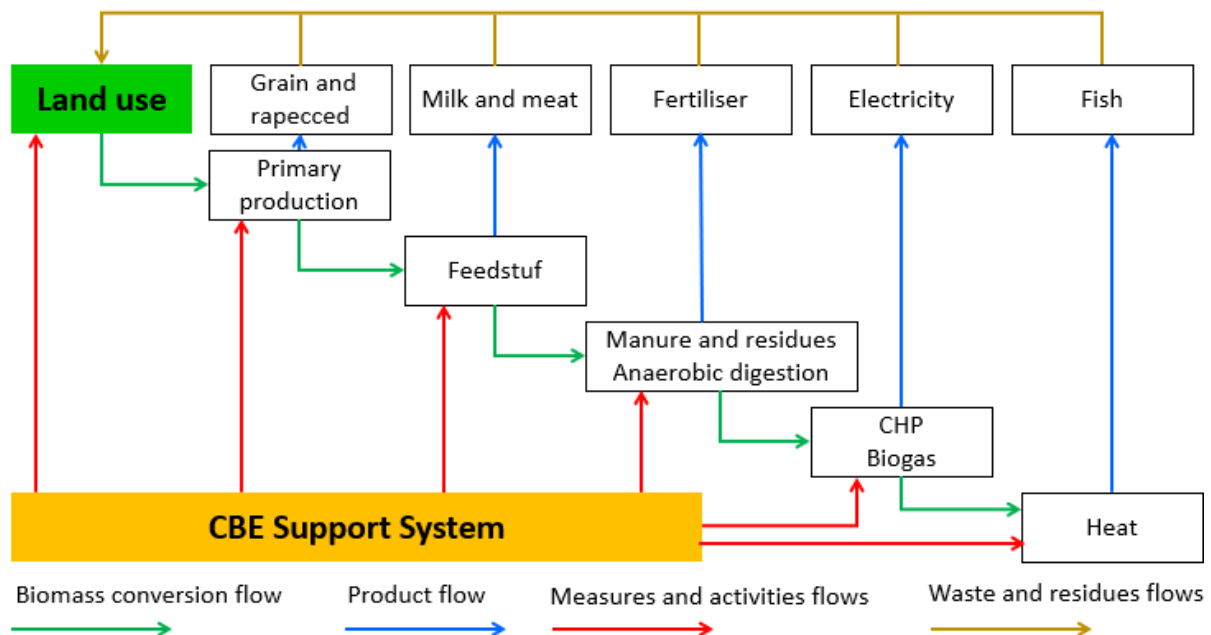 Land use
Grain and
rapecced
Milk and meat
Fertiliser
Electricity
Fish
Primary
production
Feedstuf
Manure and residues
Anaerobic digestion
CHP
Biogas
CBE Support System
Heat
Biomass conversion flow
Product flow
Measures and activities flows
Waste and residues flows